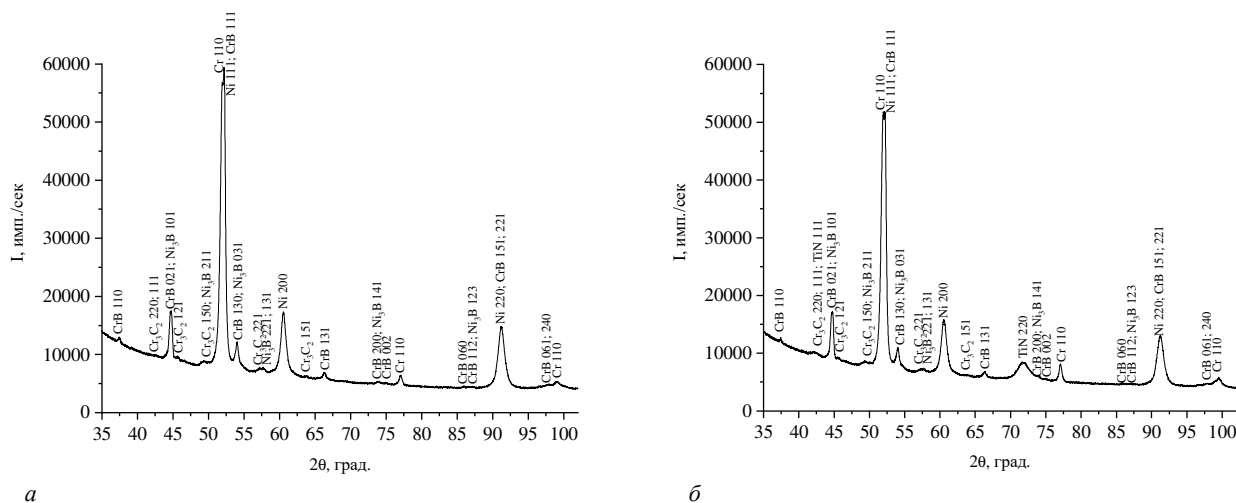 Cr 110
Ni 111; CrB 111
60000
50000
40000
30000
20000
10000
0
I, имп./сек
CrB 110
Cr₃C₂ 220; 111
CrB 021; Ni₃B 101
Cr₃C₂ 121
Cr₃C₂ 150; Ni₃B 211
CrB 130; Ni₃B 031
Cr₃C₂ 221
Ni₃B 221; 131
Ni 200
Cr₃C₂ 151
CrB 131
CrB 200; Ni₃B 141
CrB 002
Cr 110
CrB 060
CrB 112; Ni₃B 123
Ni 220; CrB 151; 221
CrB 061; 240
Cr 110
35 40 45 50 55 60 65 70 75 80 85 90 95 100
2θ, град.
а
Cr 110
Ni 111; CrB 111
60000
50000
40000
30000
20000
10000
0
I, имп./сек
CrB 110
Cr₃C₂ 220; 111; TiN 111
CrB 021; Ni₃B 101
Cr₃C₂ 121
Cr₃C₂ 150; Ni₃B 211
CrB 130; Ni₃B 031
Cr₃C₂ 221
Ni₃B 221; 131
Ni 200
Cr₃C₂ 151
CrB 131
TiN 220
CrB 200; Ni₃B 141
CrB 002
Cr 110
CrB 060
CrB 112; Ni₃B 123
Ni 220; CrB 151; 221
CrB 061; 240
Cr 110
35 40 45 50 55 60 65 70 75 80 85 90 95 100
2θ, град.
б